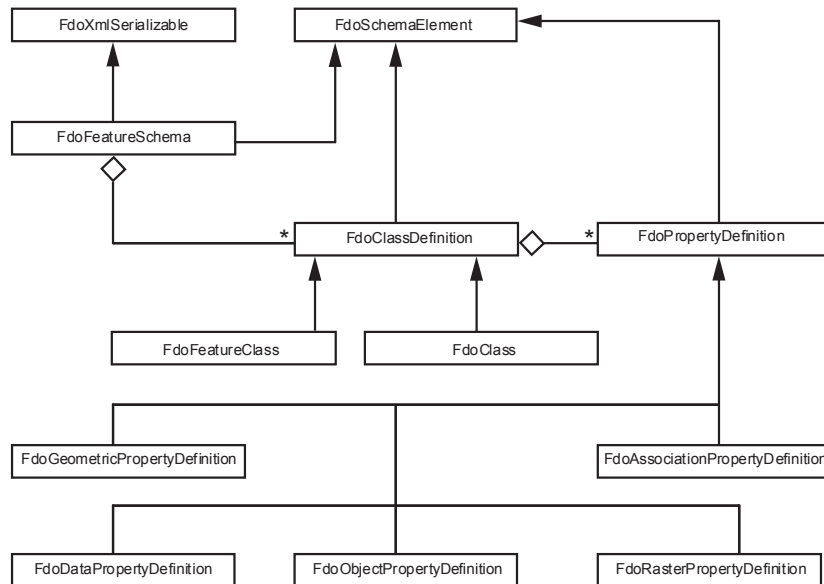 FdoXmlSerializable
FdoSchemaElement
FdoFeatureSchema
*
FdoClassDefinition
*
FdoPropertyDefinition
FdoFeatureClass
FdoClass
FdoGeometricPropertyDefinition
FdoAssociationPropertyDefinition
FdoDataPropertyDefinition
FdoObjectPropertyDefinition
FdoRasterPropertyDefinition